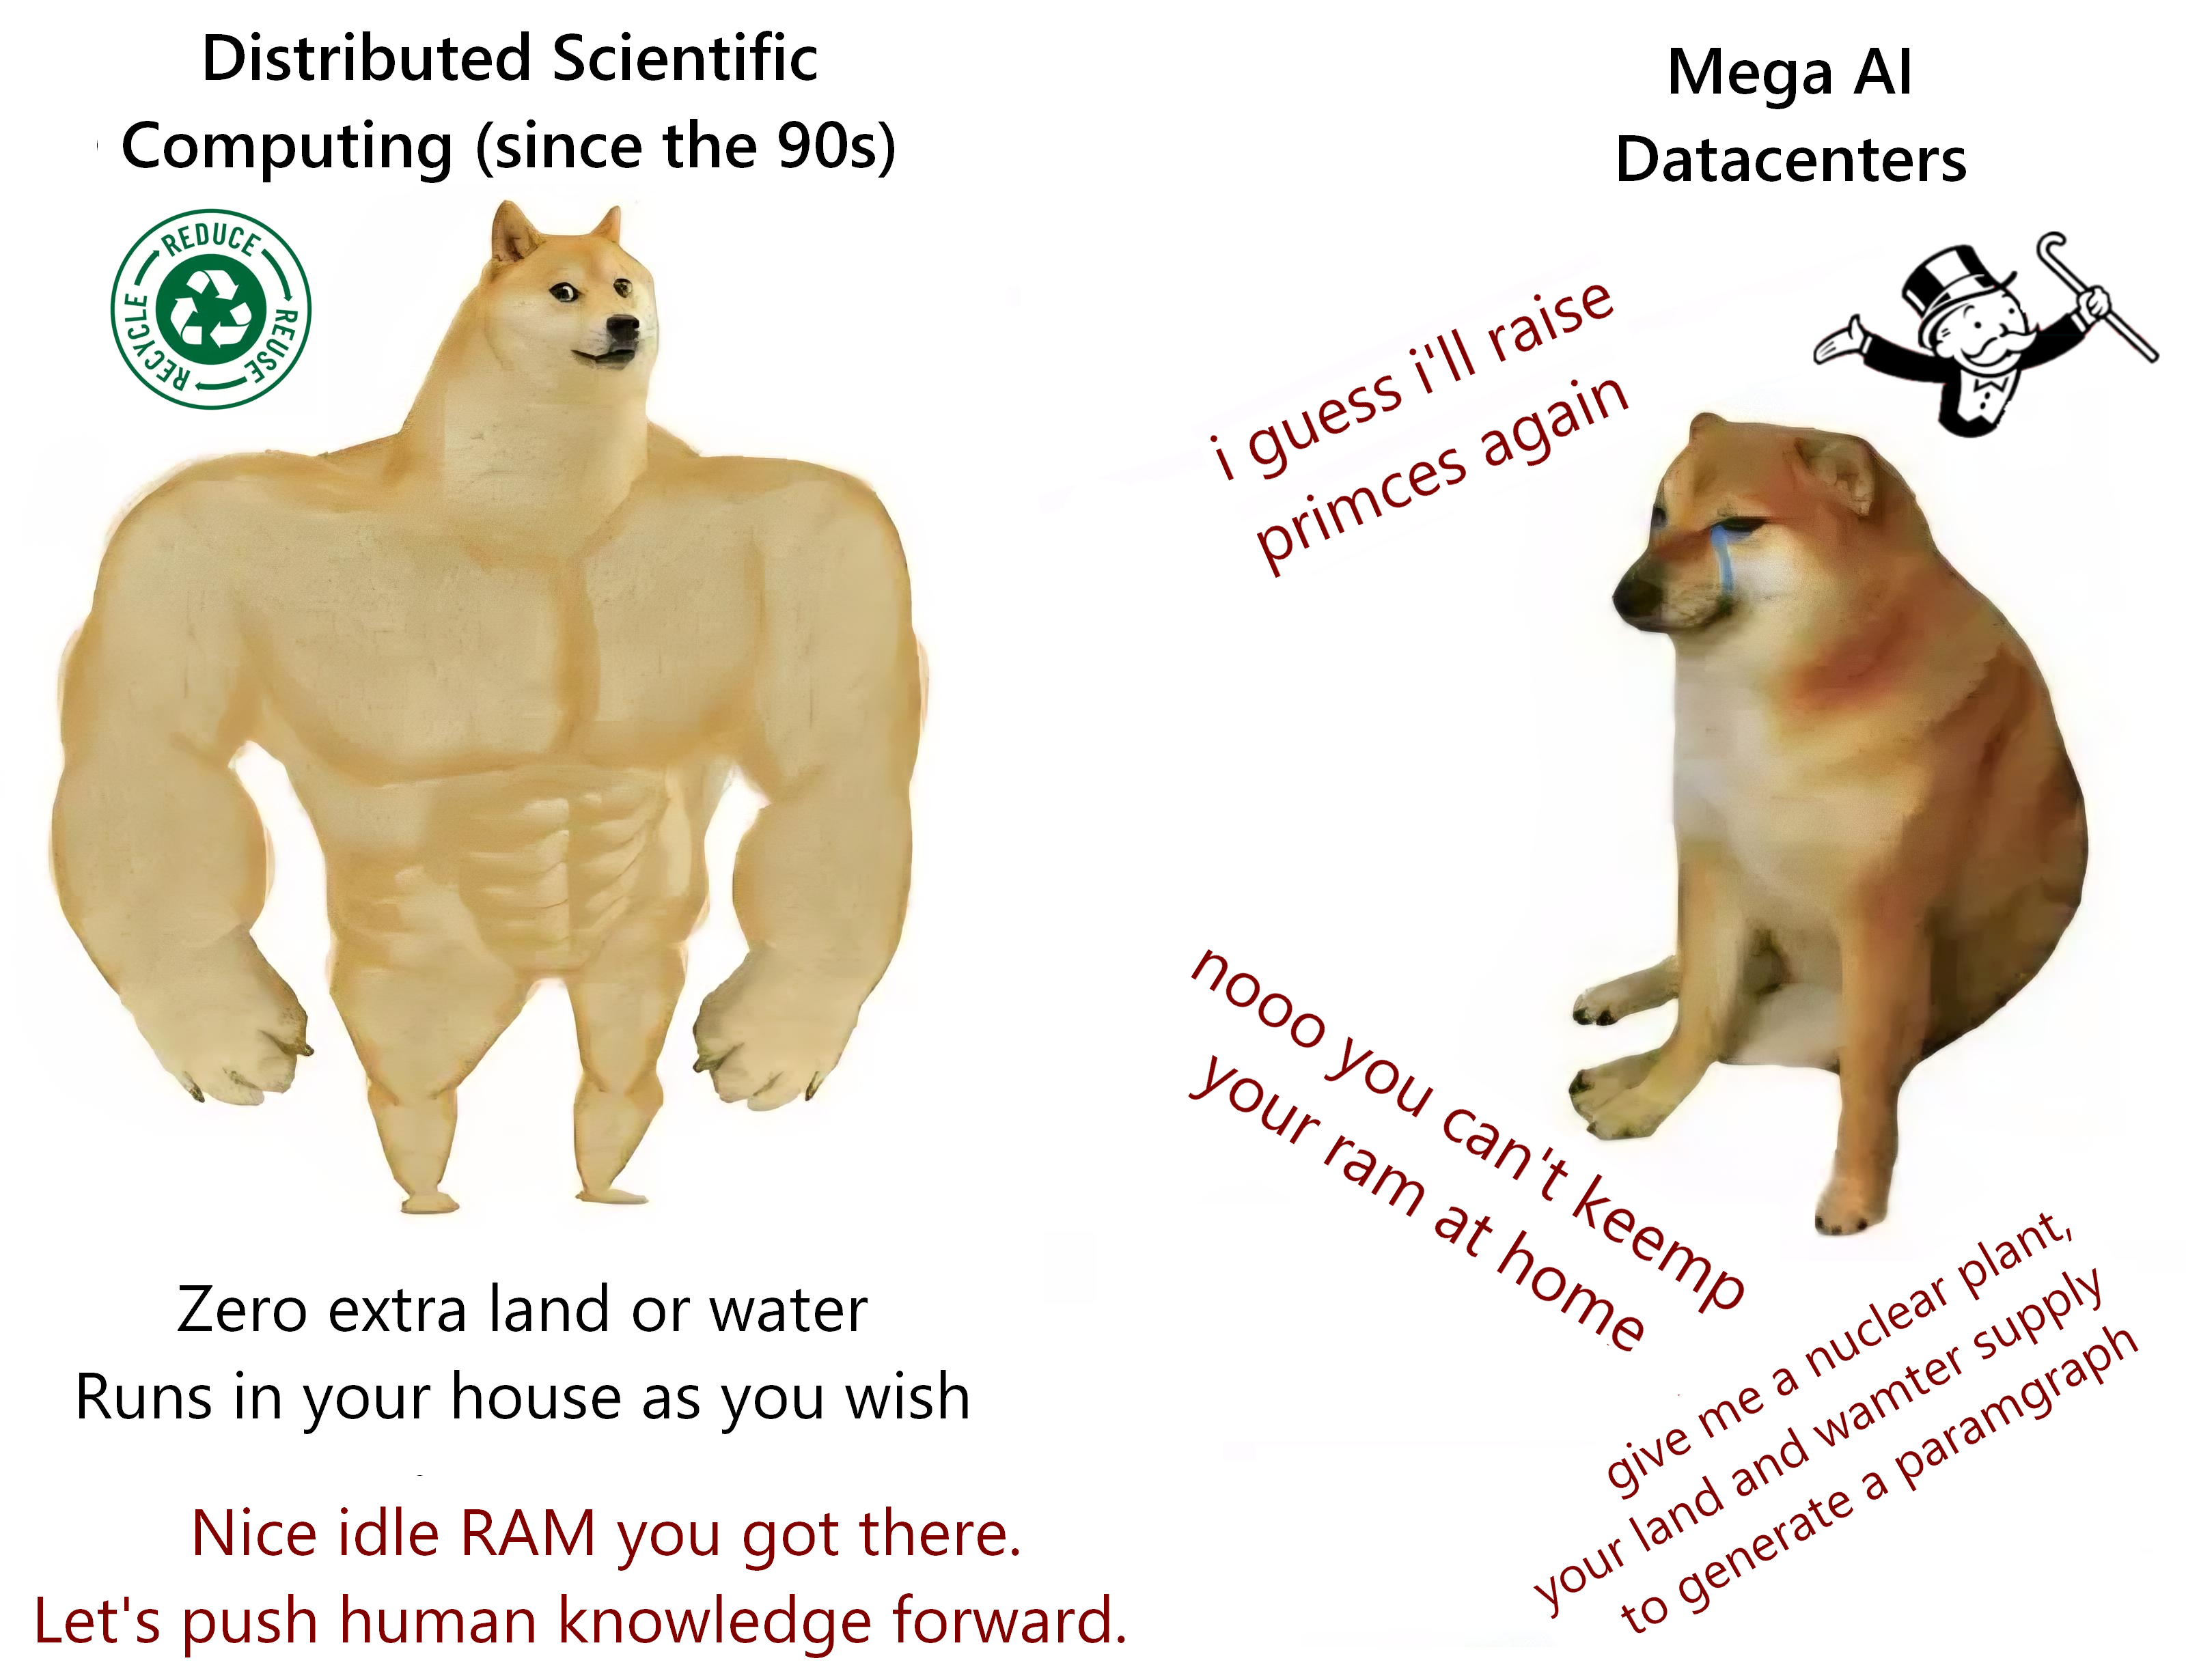 Distributed Scientific
Computing (since the 90s)
REDUCE
REUSE
RECYCLE
Zero extra land or water
Runs in your house as you wish
Nice idle RAM you got there.
Let's push human knowledge forward.
Mega AI
Datacenters
i guess i'll raise
primces again
nooo you can't keemp
your ram at home
give me a nuclear plant,
your land and wamter supply
to generate a paramgraph